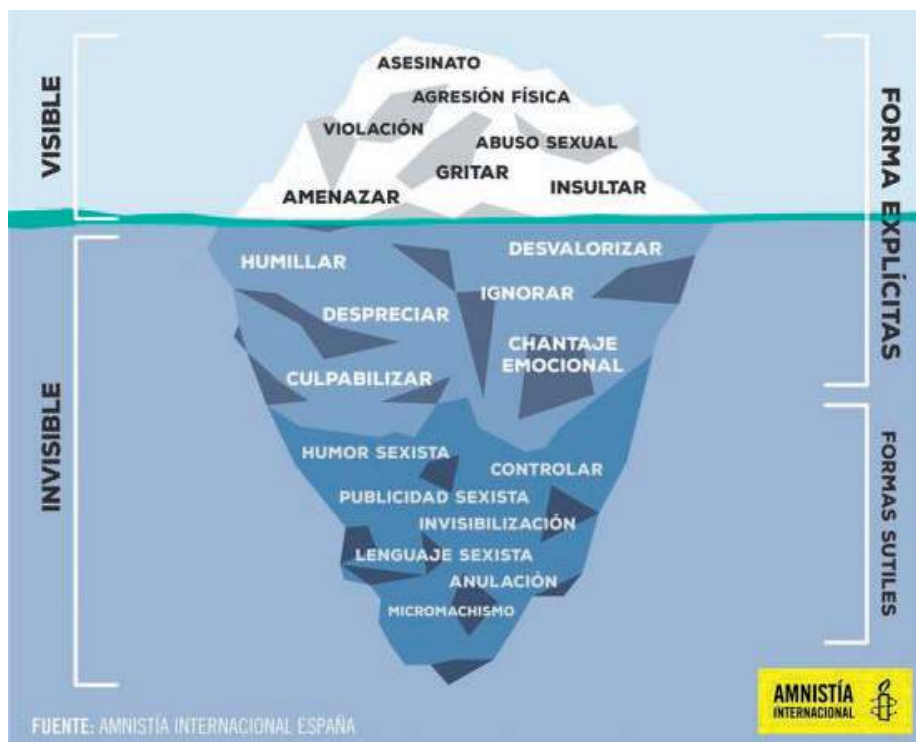 VISIBLE
ASESINATO
AGRESIÓN FÍSICA
VIOLACIÓN
ABUSO SEXUAL
GRITAR
AMENAZAR
INSULTAR
FORMA EXPLÍCITAS
INVISIBLE
DESVALORIZAR
HUMILLAR
IGNORAR
DESPRECIAR
CHANTAJE
EMOCIONAL
CULPABILIZAR
HUMOR SEXISTA
CONTROLAR
PUBLICIDAD SEXISTA
INVISIBILIZACIÓN
LENGUAJE SEXISTA
ANULACIÓN
MICROMACHISMO
FORMAS SUTILES
FUENTE: AMNISTÍA INTERNACIONAL ESPAÑA
AMNISTÍA
INTERNACIONAL